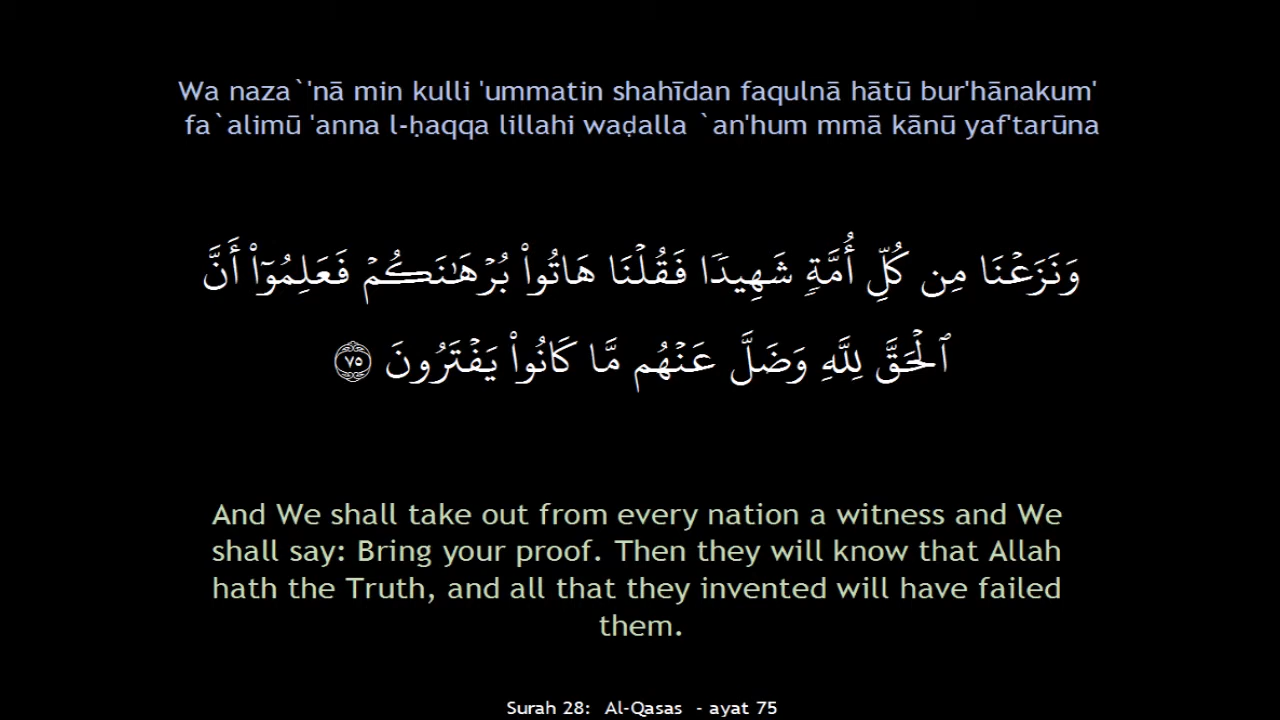 Wa naza`'nā min kulli 'ummatin shahīdan faqulnā hātū bur'hānakum'
fa`alimū 'anna l-ḥaqqa lillahi waḍalla `an'hum mmā kānū yaf'tarūna
وَنَزَعْنَا مِن كُلِّ أُمَّةٍ شَهِيدًا فَقُلْنَا هَاتُوا۟ بُرْهَـٰنَكُمْ فَعَلِمُوٓا۟ أَنَّ
ٱلْحَقَّ لِلَّهِ وَضَلَّ عَنْهُم مَّا كَانُوا۟ يَفْتَرُونَ ٧٥
And We shall take out from every nation a witness and We
shall say: Bring your proof. Then they will know that Allah
hath the Truth, and all that they invented will have failed
them.
Surah 28: Al-Qasas - ayat 75